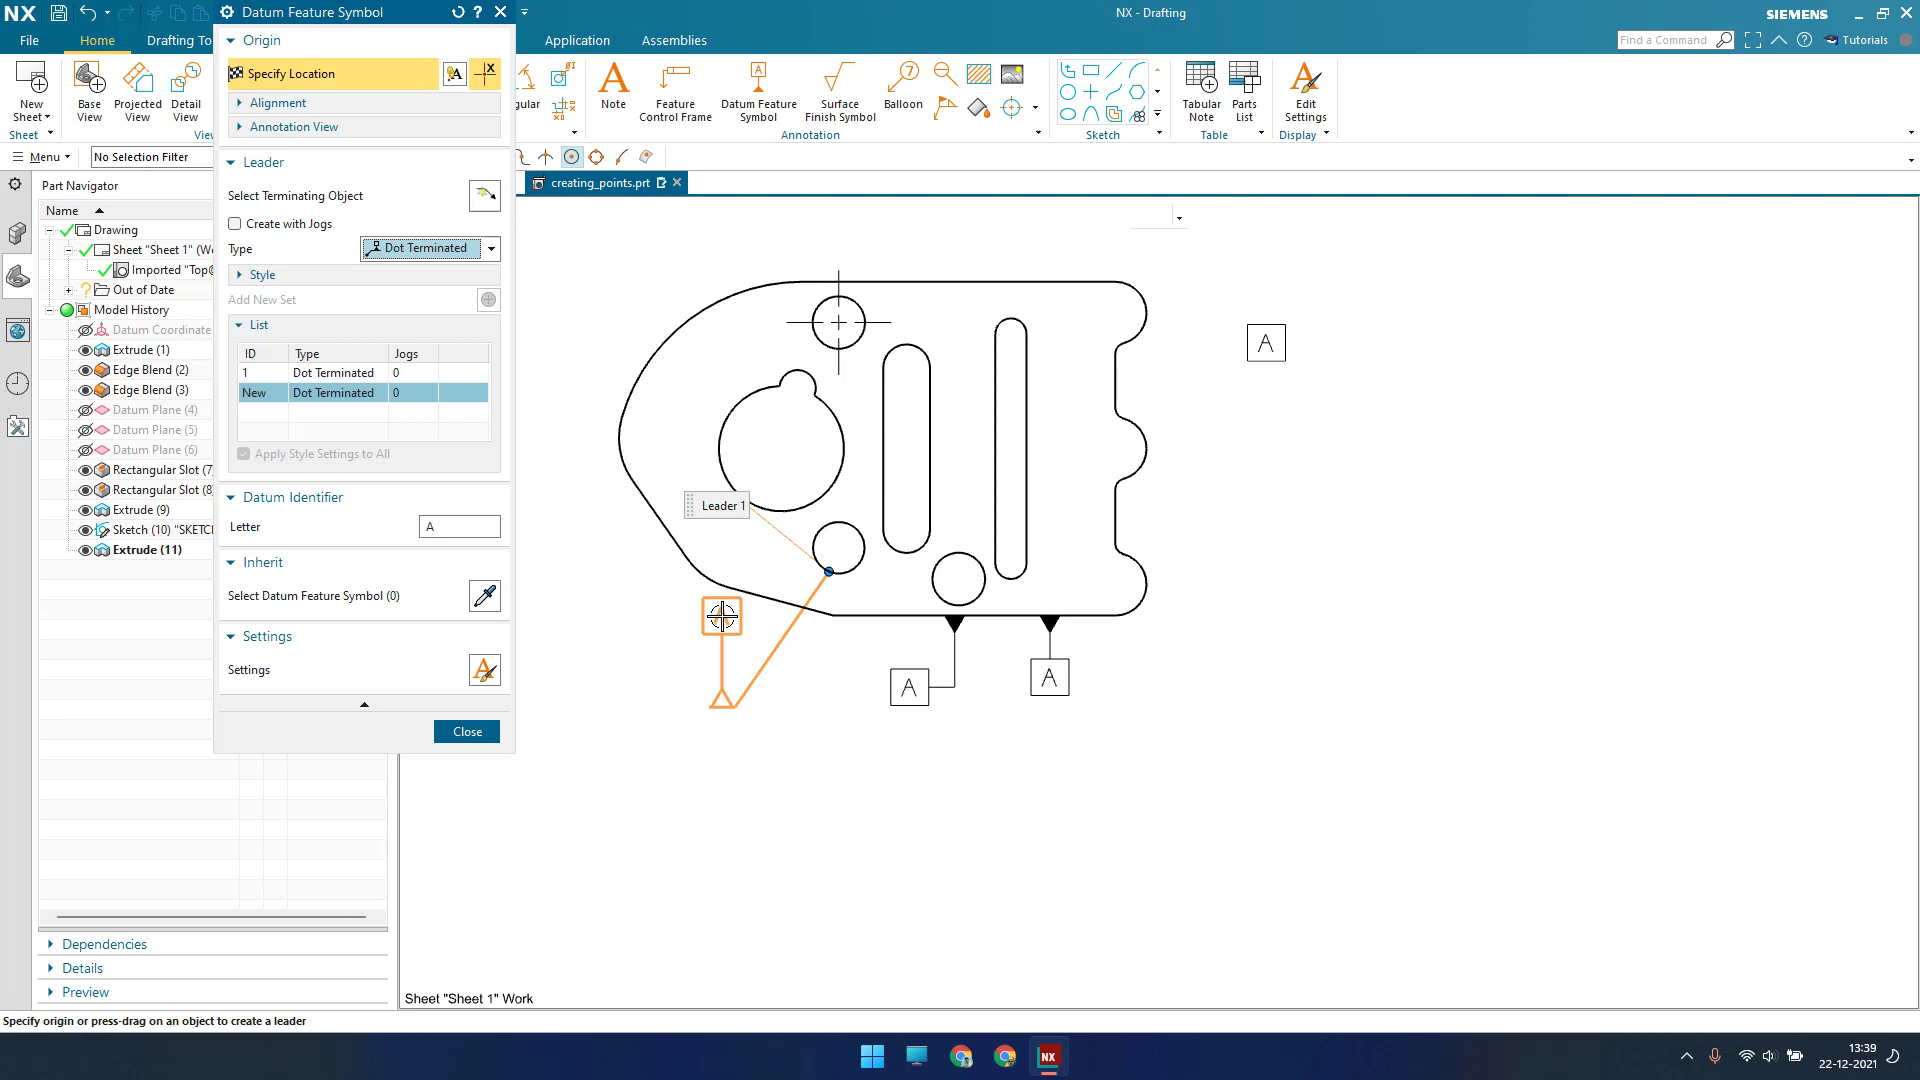 NX
Datum Feature Symbol
?
NX - Drafting
SIEMENS
File
Home
Drafting To
Application
Assemblies
Find a Command
Tutorials
New
Sheet
Base
View
Projected
View
Detail
View
gular
Note
Feature
Control Frame
Datum Feature
Symbol
Surface
Finish Symbol
Balloon
Tabular
Note
Parts
List
Edit
Settings
Sheet
Viev
Annotation
Sketch
Table
Display
Menu
No Selection Filter
creating_points.prt
Part Navigator
Name
Drawing
Sheet "Sheet 1" (Wo
Imported "Top@
Out of Date
Model History
Datum Coordinate
Extrude (1)
Edge Blend (2)
Edge Blend (3)
Datum Plane (4)
Datum Plane (5)
Datum Plane (6)
Rectangular Slot (7
Rectangular Slot (8)
Extrude (9)
Sketch (10) "SKETC
Extrude (11)
Dependencies
Details
Preview
Origin
Specify Location
Alignment
Annotation View
Leader
Select Terminating Object
Create with Jogs
Type
Dot Terminated
Style
Add New Set
List
ID Type Jogs
1 Dot Terminated 0
New Dot Terminated 0
Apply Style Settings to All
Datum Identifier
Letter
A
Inherit
Select Datum Feature Symbol (0)
Settings
Settings
Close
A
Leader 1
A
A
Sheet "Sheet 1" Work
Specify origin or press-drag on an object to create a leader
NX
13:39
22-12-2021